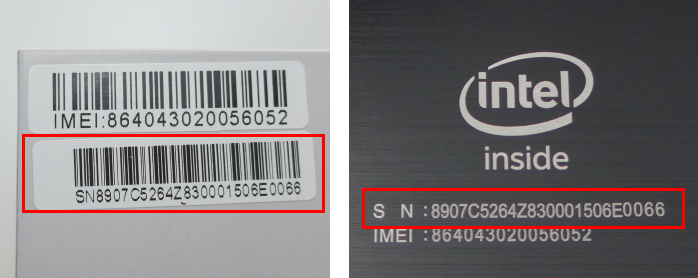 IMEI:864043020056052
SN8907C5264Z830001506E0066
intel
inside
S N :8907C5264Z830001506E0066
IMEI :864043020056052